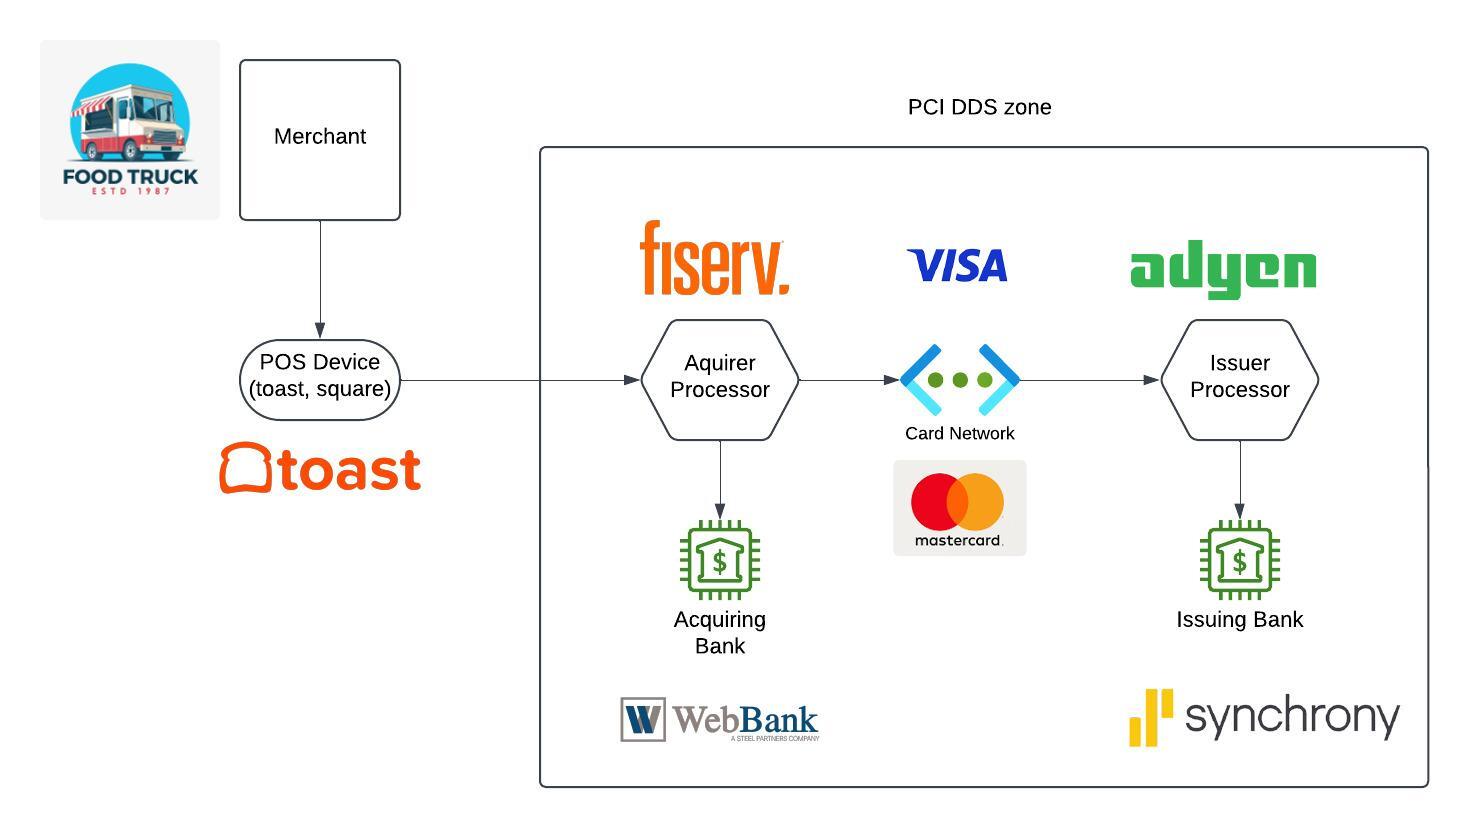 FOOD TRUCK
ESTD 1987
Merchant
PCI DDS zone
fiserv.
VISA
adyen
POS Device
(toast, square)
Aquirer
Processor
Issuer
Processor
Card Network
toast
mastercard.
$
$
Acquiring
Bank
Issuing Bank
W WebBank
A STEEL PARTNERS COMPANY
synchrony